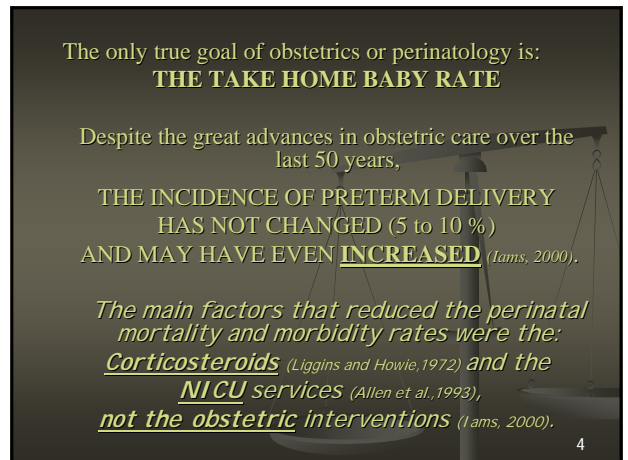 The only true goal of obstetrics or perinatology is:
THE TAKE HOME BABY RATE
Despite the great advances in obstetric care over the
last 50 years,
THE INCIDENCE OF PRETERM DELIVERY
HAS NOT CHANGED (5 to 10 %)
AND MAY HAVE EVEN INCREASED (Iams, 2000).
The main factors that reduced the perinatal
mortality and morbidity rates were the:
Corticosteroids (Liggins and Howie,1972) and the
NICU services (Allen et al.,1993),
not the obstetric interventions (Iams, 2000).
4